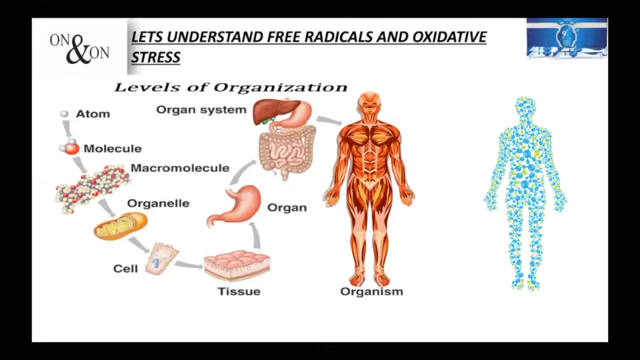 ON
&
ON
LETS UNDERSTAND FREE RADICALS AND OXIDATIVE
STRESS
Levels of Organization
Atom
Molecule
Macromolecule
Organelle
Cell
Tissue
Organ
Organ system
Organism